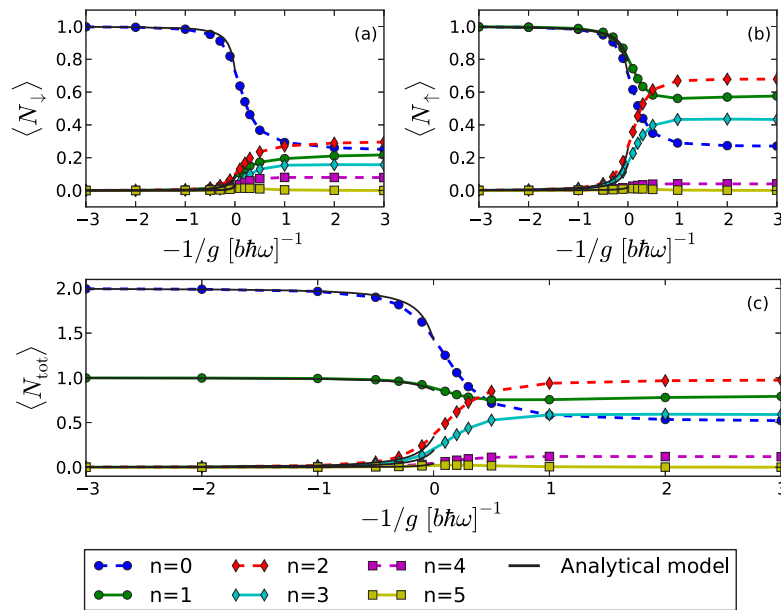 (a)
1.0
0.8
0.6
0.4
0.2
0.0
⟨N↓⟩
−3 −2 −1 0 1 2 3
−1/g [bℏω]⁻¹
(b)
1.0
0.8
0.6
0.4
0.2
0.0
⟨N↑⟩
−3 −2 −1 0 1 2 3
−1/g [bℏω]⁻¹
(c)
2.0
1.5
1.0
0.5
0.0
⟨N_tot⟩
−3 −2 −1 0 1 2 3
−1/g [bℏω]⁻¹
n=0 n=2 n=4 Analytical model
n=1 n=3 n=5